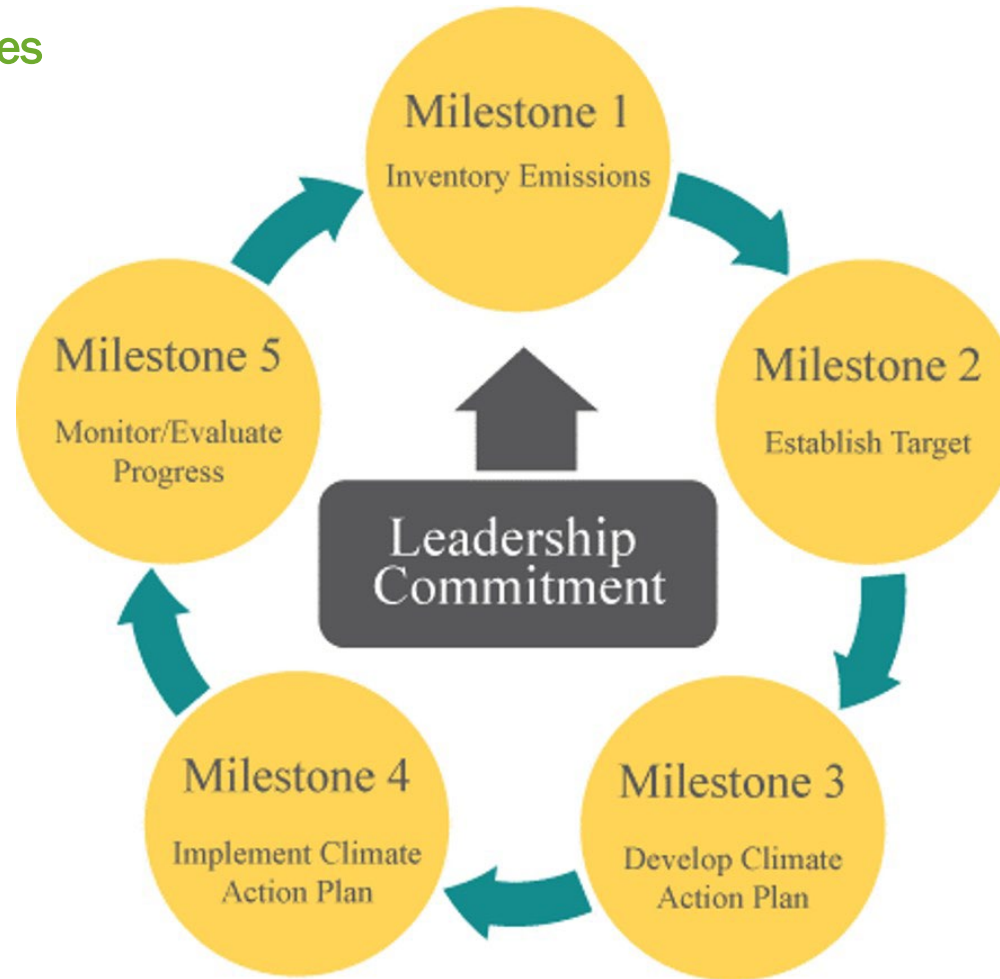 es
Milestone 1
Inventory Emissions
Milestone 2
Establish Target
Milestone 3
Develop Climate
Action Plan
Milestone 4
Implement Climate
Action Plan
Milestone 5
Monitor/Evaluate
Progress
Leadership
Commitment